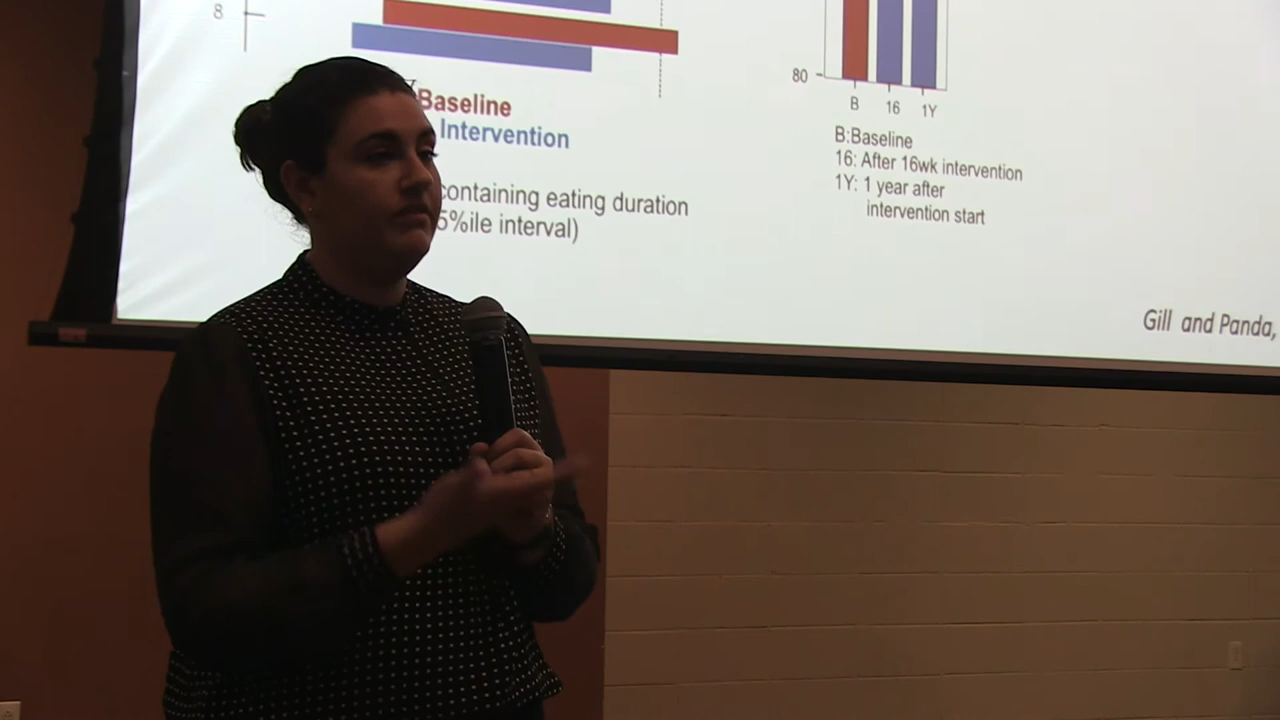 8
Baseline
Intervention
containing eating duration
5%ile interval)
80
B 16 1Y
B:Baseline
16: After 16wk intervention
1Y: 1 year after
intervention start
Gill and Panda,